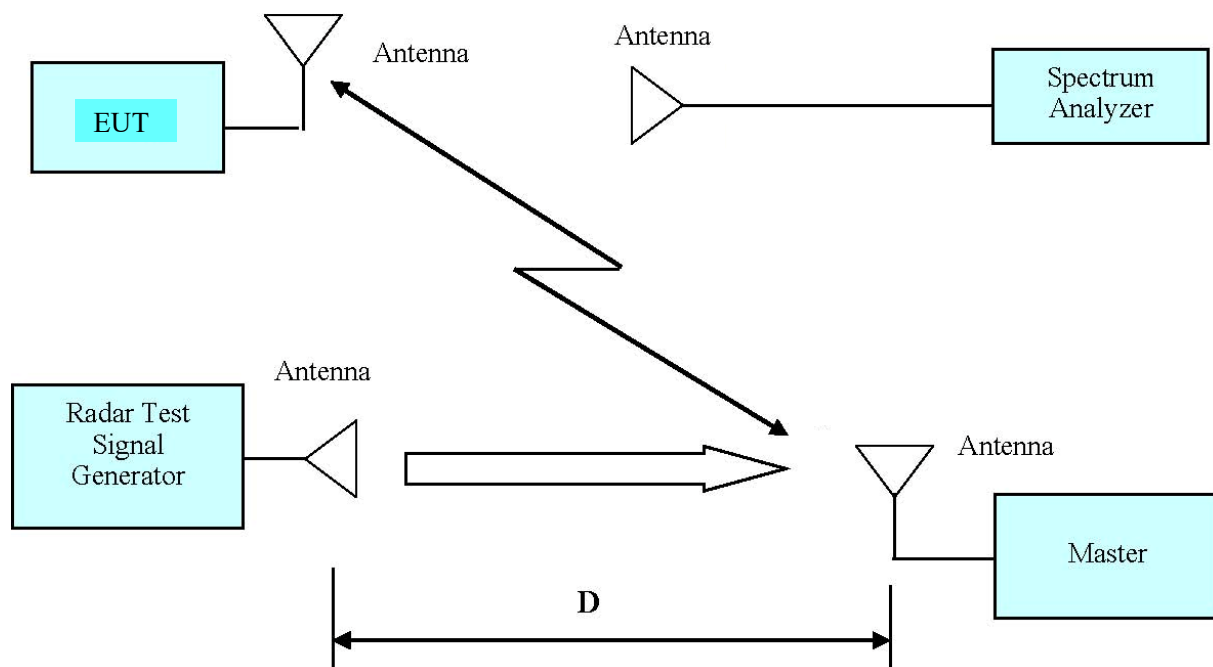 Antenna
EUT
Antenna
Spectrum
Analyzer
Antenna
Radar Test
Signal
Generator
Antenna
Master
D